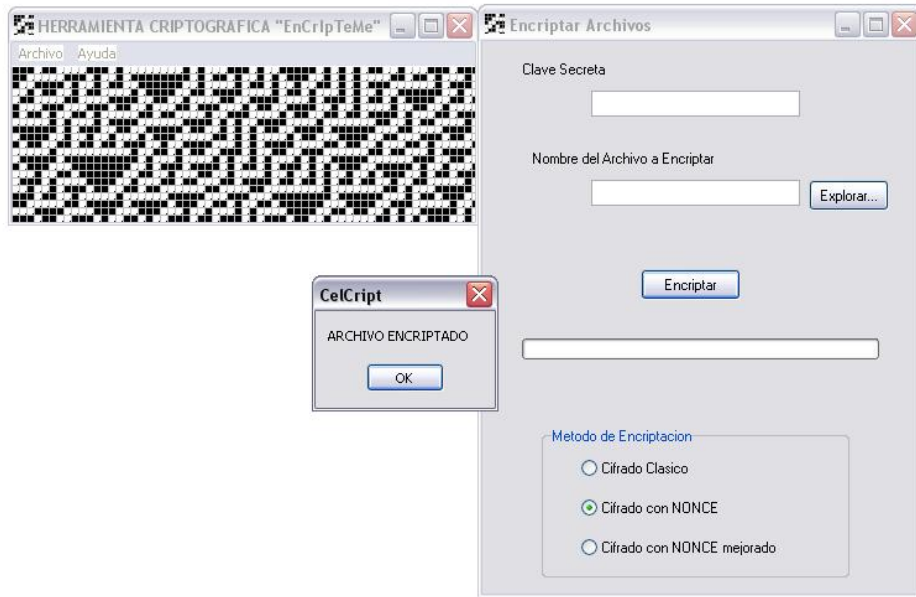 HERRAMIENTA CRIPTOGRAFICA "EnCrIpTeMe"
Archivo Ayuda
Encriptar Archivos
Clave Secreta
Nombre del Archivo a Encriptar
Explorar...
Encriptar
CelCript
ARCHIVO ENCRIPTADO
OK
Metodo de Encriptacion
Cifrado Clasico
Cifrado con NONCE
Cifrado con NONCE mejorado